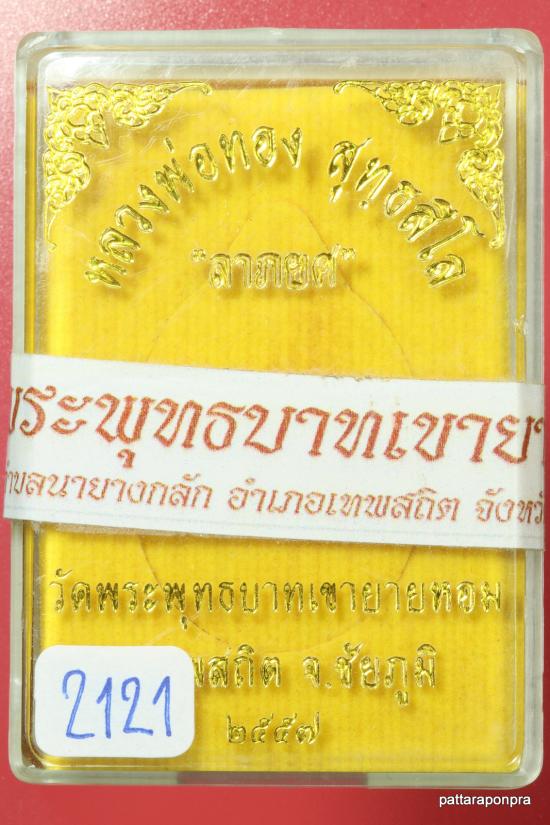 หลวงพ่อทอง สุทธสีโล
"ลาภยศ"
พระพุทธบาทเขายา
ตำบลนายางกลัก อำเภอเทพสถิต จังหวั
วัดพระพุทธบาทเขายายหอม
พสถิต จ.ชัยภูมิ
๒๕๕๗
2121
pattaraponpra